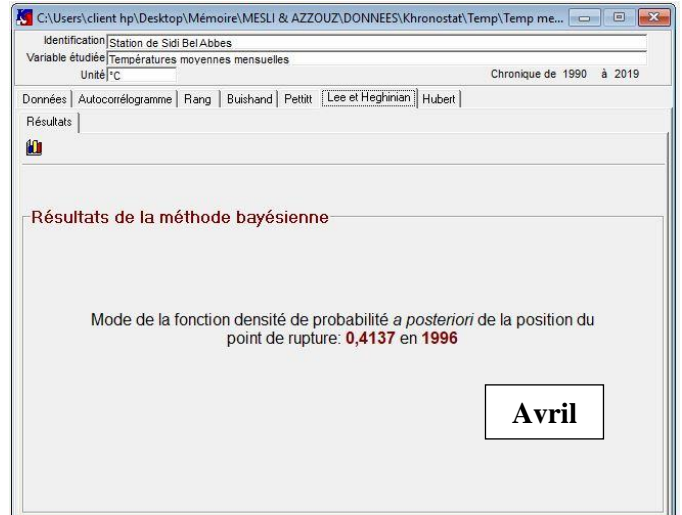 C:\Users\client hp\Desktop\Mémoire\MESLI & AZZOUZ\DONNEES\Khronostat\Temp\Temp me...
Identification Station de Sidi Bel Abbes
Variable étudiée Températures moyennes mensuelles
Unité °C Chronique de 1990 à 2019
Données Autocorrélogramme Rang Buishand Pettitt Lee et Heghinian Hubert
Résultats
Résultats de la méthode bayésienne
Mode de la fonction densité de probabilité a posteriori de la position du
point de rupture: 0,4137 en 1996
Avril